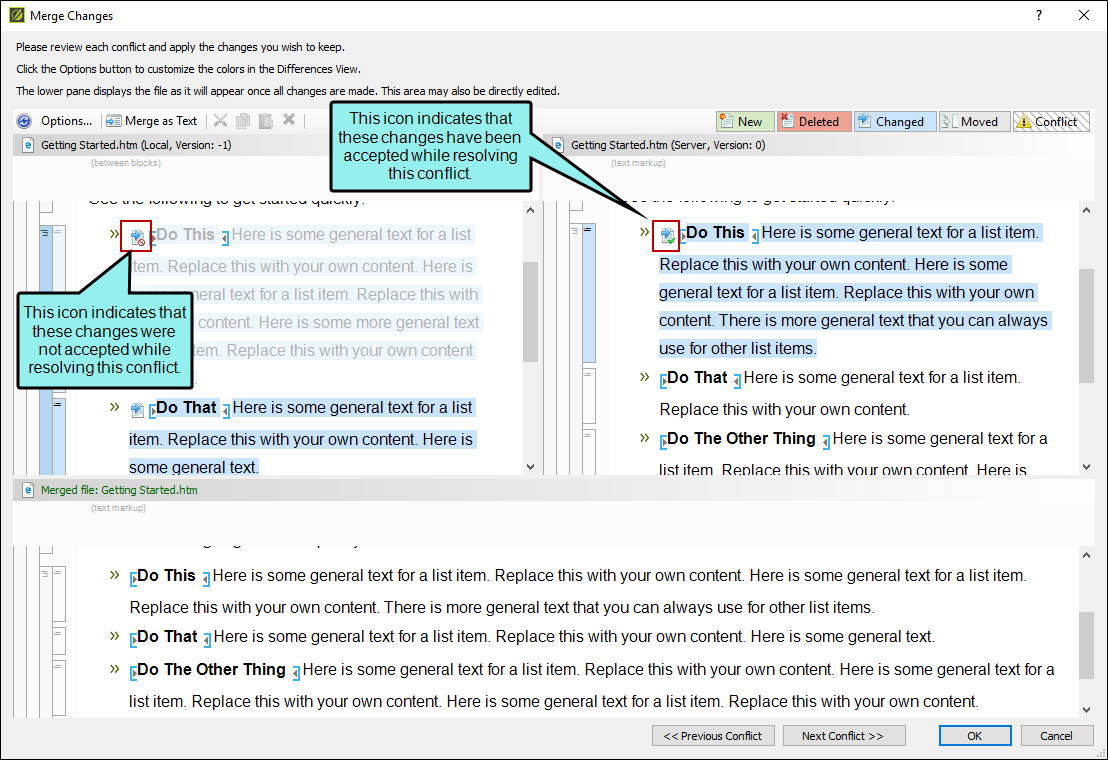 Merge Changes
Please review each conflict and apply the changes you wish to keep.
Click the Options button to customize the colors in the Differences View.
The lower pane displays the file as it will appear once all changes are made. This area may also be directly edited.
Options... Merge as Text New Deleted Changed Moved Conflict
This icon indicates that
these changes have been
accepted while resolving
this conflict.
Getting Started.htm (Local, Version: -1)
(between blocks)
See the following to get started quickly:
» Do This Here is some general text for a list
item. Replace this with your own content. Here is
general text for a list item. Replace this with
content. Here is some more general text
item. Replace this with your own content
This icon indicates that
these changes were
not accepted while
resolving this conflict.
» Do That Here is some general text for a list
item. Replace this with your own content. Here is
some general text.
Getting Started.htm (Server, Version: 0)
(text markup)
See the following to get started quickly:
» Do This Here is some general text for a list item.
Replace this with your own content. Here is some
general text for a list item. Replace this with your own
content. There is more general text that you can always
use for other list items.
» Do That Here is some general text for a list item.
Replace this with your own content.
» Do The Other Thing Here is some general text for a
list item. Replace this with your own content. Here is
Merged file: Getting Started.htm
(text markup)
» Do This Here is some general text for a list item. Replace this with your own content. Here is some general text for a list item.
Replace this with your own content. There is more general text that you can always use for other list items.
» Do That Here is some general text for a list item. Replace this with your own content. Here is some general text.
» Do The Other Thing Here is some general text for a list item. Replace this with your own content. Here is some general text for a
list item. Replace this with your own content. Here is some general text for a list item. Replace this with your own content.
<< Previous Conflict Next Conflict >> OK Cancel